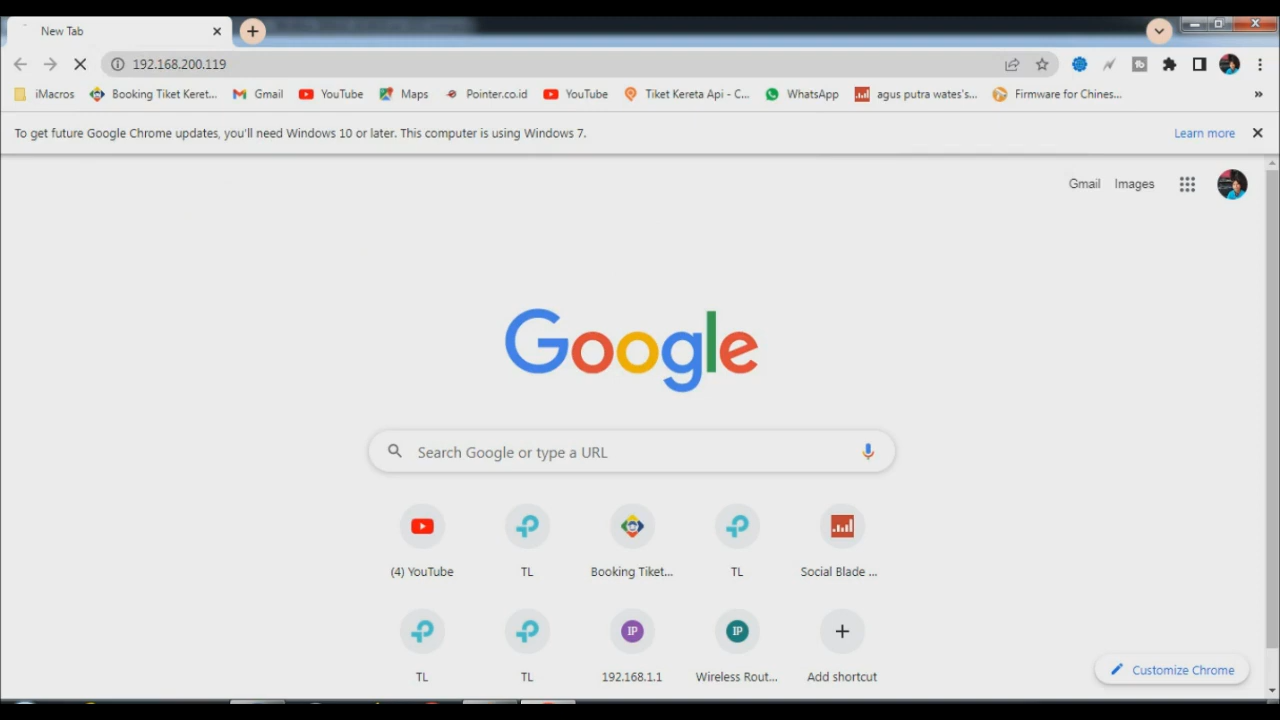 New Tab
192.168.200.119
iMacros
Booking Tiket Keret...
Gmail
YouTube
Maps
Pointer.co.id
YouTube
Tiket Kereta Api - C...
WhatsApp
agus putra wates's...
Firmware for Chines...
»
To get future Google Chrome updates, you'll need Windows 10 or later. This computer is using Windows 7.
Learn more
Gmail
Images
Google
Search Google or type a URL
(4) YouTube
TL
Booking Tiket...
TL
Social Blade ...
IP
IP
TL
TL
192.168.1.1
Wireless Rout...
Add shortcut
Customize Chrome